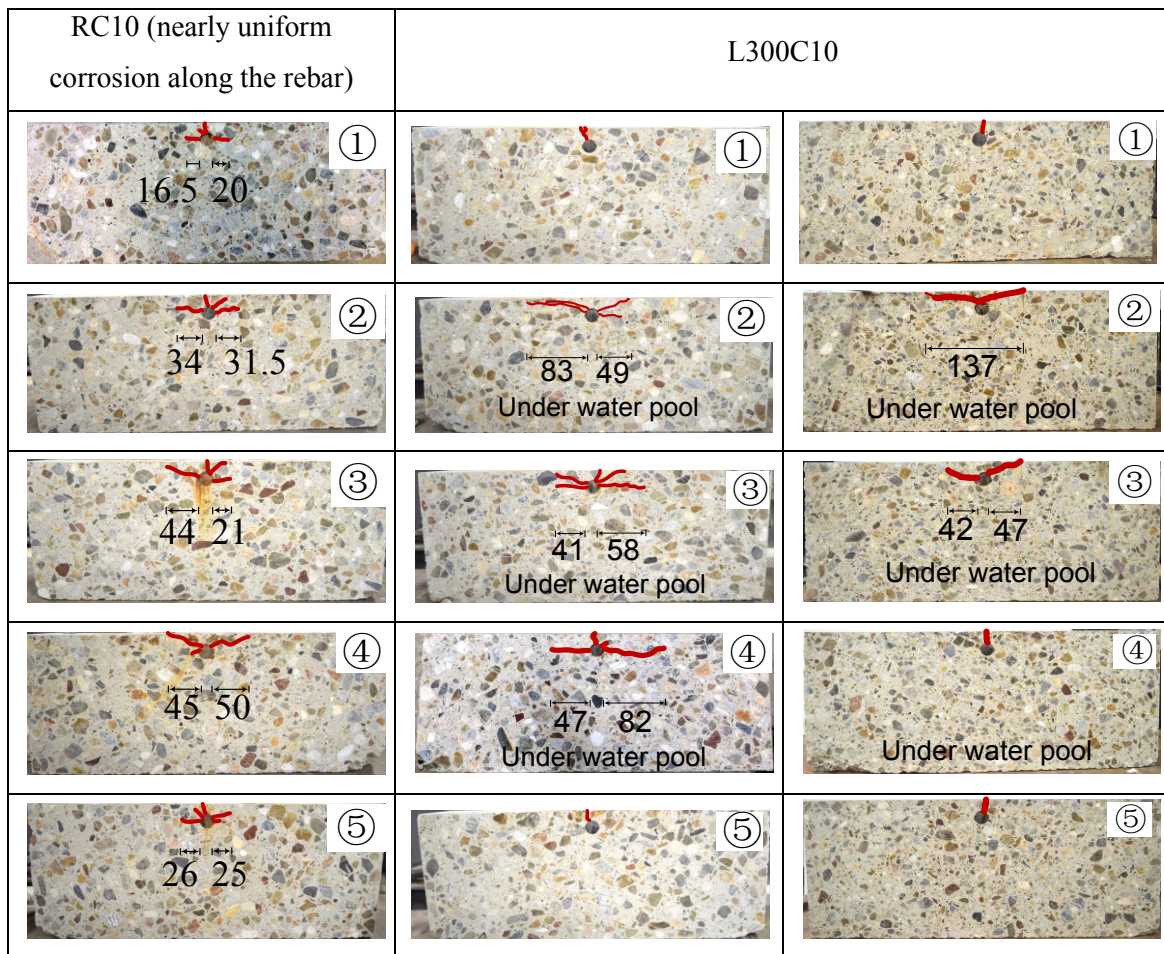 RC10 (nearly uniform
corrosion along the rebar)
L300C10
①
16.5 20
①
①
②
34 31.5
②
83 49
Under water pool
②
137
Under water pool
③
44 21
③
41 58
Under water pool
③
42 47
Under water pool
④
45 50
④
47 82
Under water pool
④
Under water pool
⑤
26 25
⑤
⑤